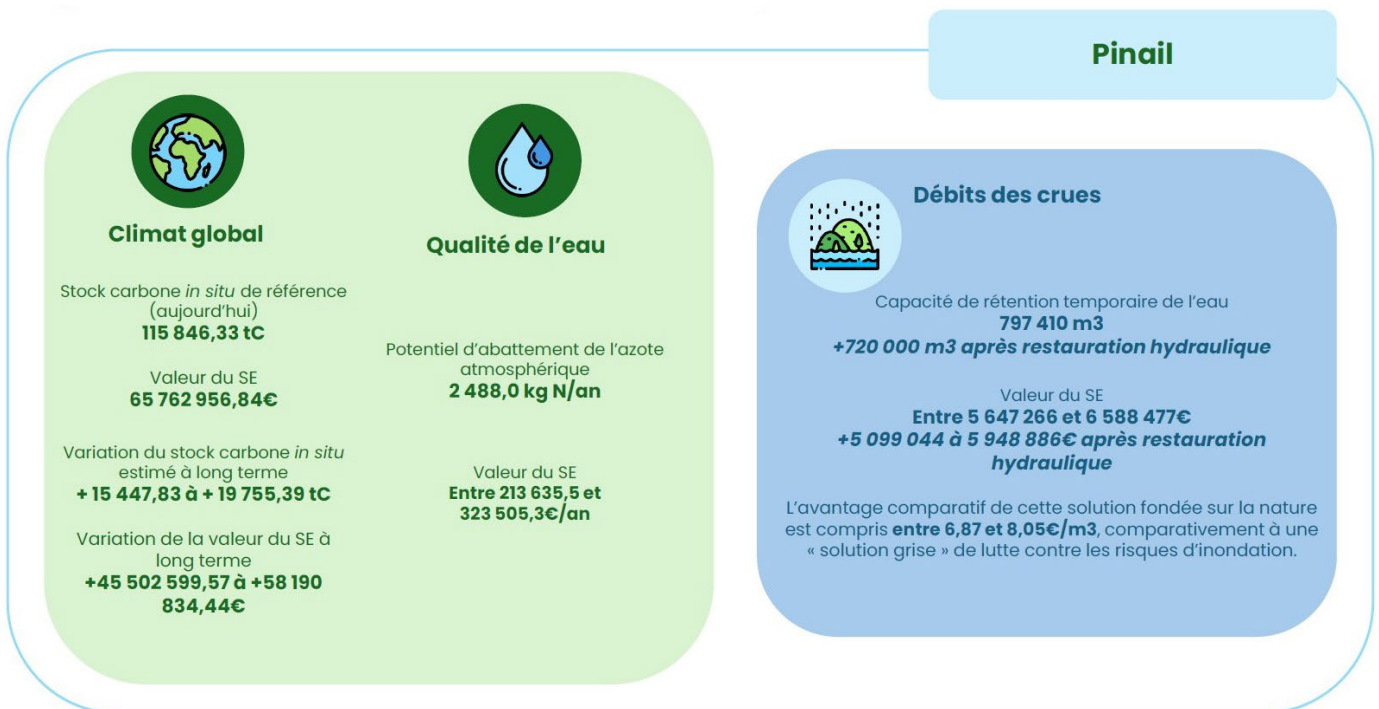 Pinail
Climat global
Stock carbone in situ de référence
(aujourd'hui)
115 846,33 tC
Valeur du SE
65 762 956,84€
Variation du stock carbone in situ
estimé à long terme
+ 15 447,83 à + 19 755,39 tC
Variation de la valeur du SE à
long terme
+45 502 599,57 à +58 190
834,44€
Qualité de l'eau
Potentiel d'abattement de l'azote
atmosphérique
2 488,0 kg N/an
Valeur du SE
Entre 213 635,5 et
323 505,3€/an
Débits des crues
Capacité de rétention temporaire de l'eau
797 410 m3
+720 000 m3 après restauration hydraulique
Valeur du SE
Entre 5 647 266 et 6 588 477€
+5 099 044 à 5 948 886€ après restauration
hydraulique
L'avantage comparatif de cette solution fondée sur la nature
est compris entre 6,87 et 8,05€/m3, comparativement à une
« solution grise » de lutte contre les risques d'inondation.